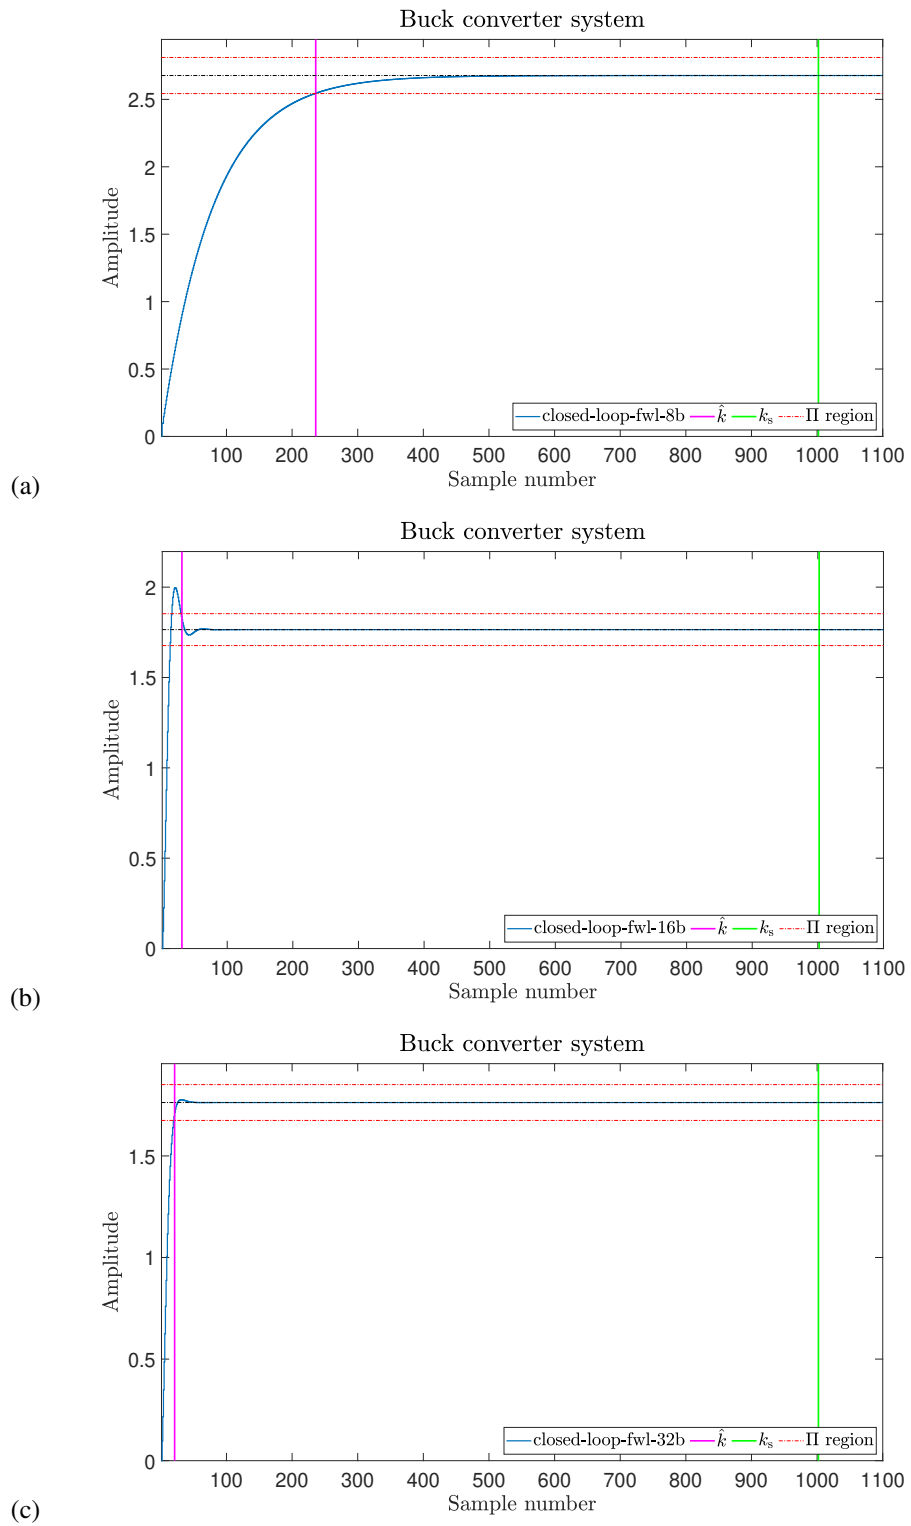 Buck converter system
2.5
2
1.5
1
0.5
0
Amplitude
closed-loop-fwl-8b k̂ kₛ Π region
100 200 300 400 500 600 700 800 900 1000 1100
Sample number
(a)
Buck converter system
2
1.5
1
0.5
0
Amplitude
closed-loop-fwl-16b k̂ kₛ Π region
100 200 300 400 500 600 700 800 900 1000 1100
Sample number
(b)
Buck converter system
1.5
1
0.5
0
Amplitude
closed-loop-fwl-32b k̂ kₛ Π region
100 200 300 400 500 600 700 800 900 1000 1100
Sample number
(c)